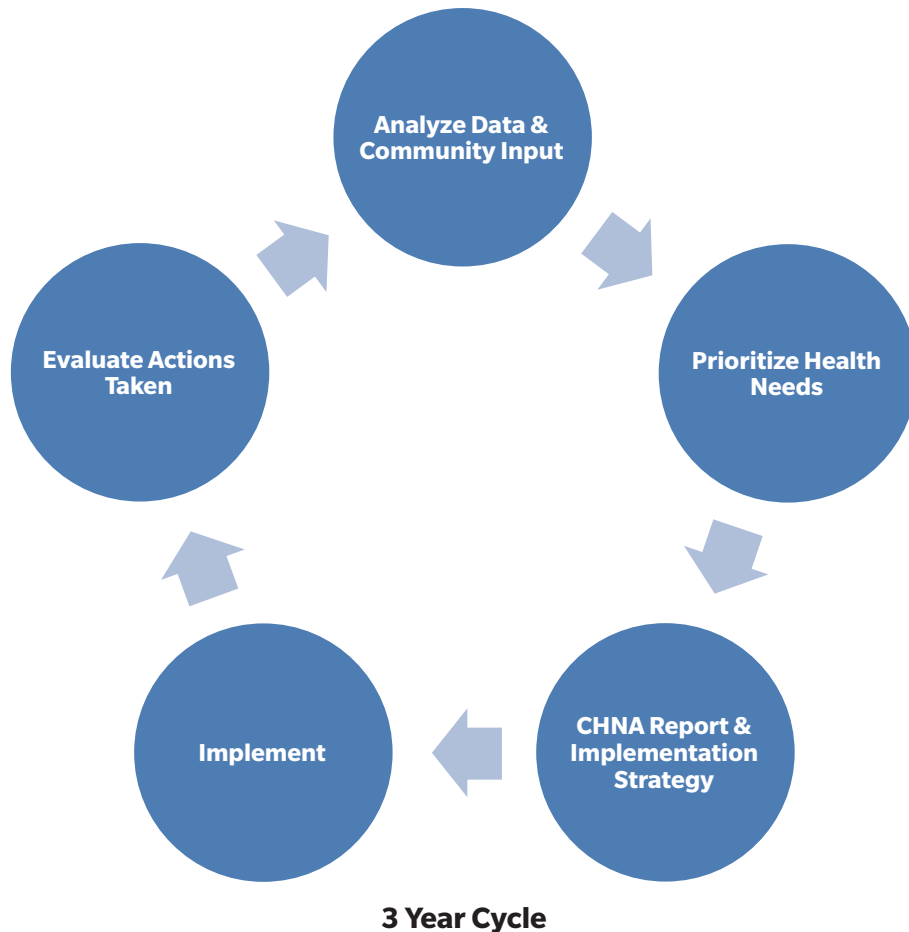 Analyze Data &
Community Input
Prioritize Health
Needs
CHNA Report &
Implementation
Strategy
Implement
Evaluate Actions
Taken
3 Year Cycle